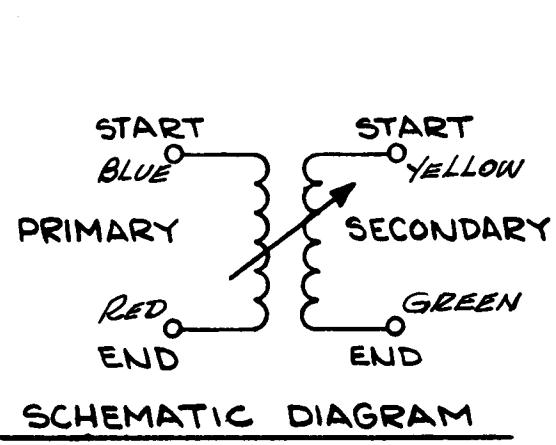 START START
BLUE YELLOW
PRIMARY SECONDARY
RED GREEN
END END
SCHEMATIC DIAGRAM